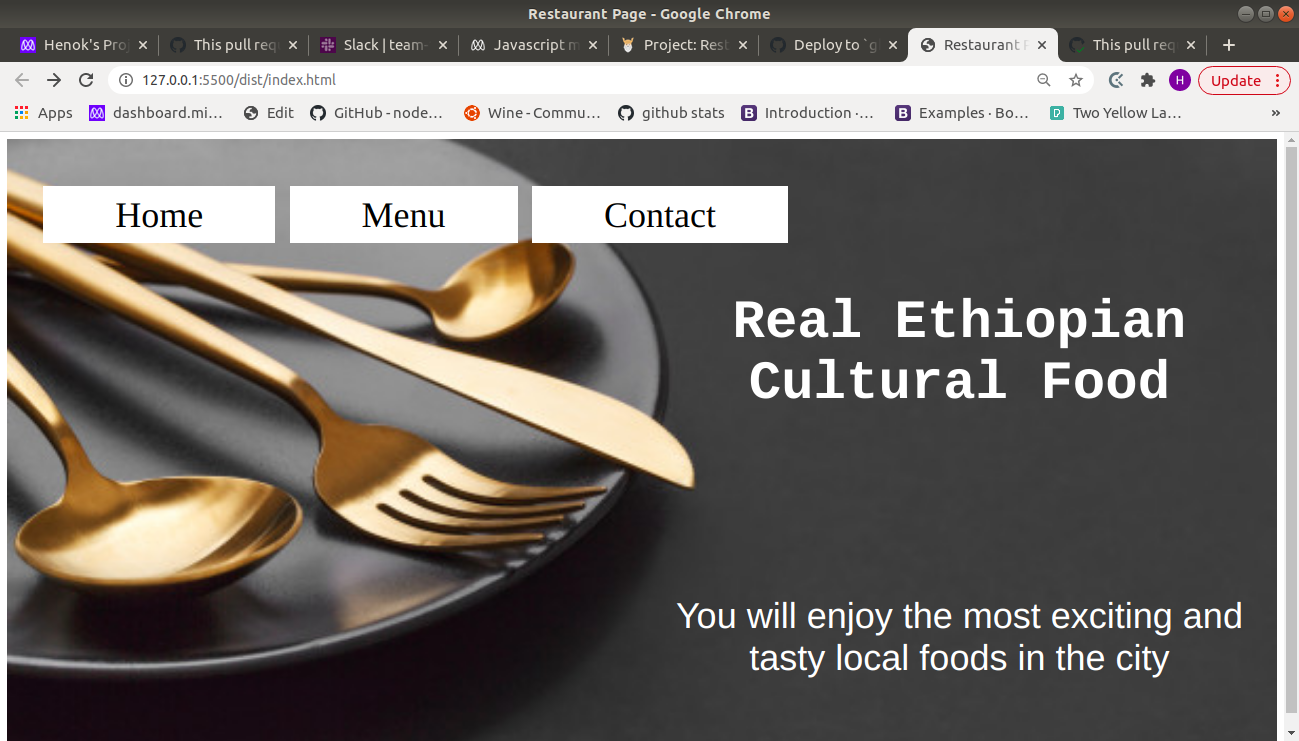 Restaurant Page - Google Chrome
Henok's Pro
This pull req
Slack | team-
Javascript m
Project: Rest
Deploy to `g
Restaurant P
This pull req
127.0.0.1:5500/dist/index.html
H
Update
Apps
dashboard.mi...
Edit
GitHub - node...
Wine - Commu...
github stats
B
Introduction ·...
B
Examples · Bo...
Two Yellow La...
»
Home
Menu
Contact
Real Ethiopian
Cultural Food
You will enjoy the most exciting and
tasty local foods in the city